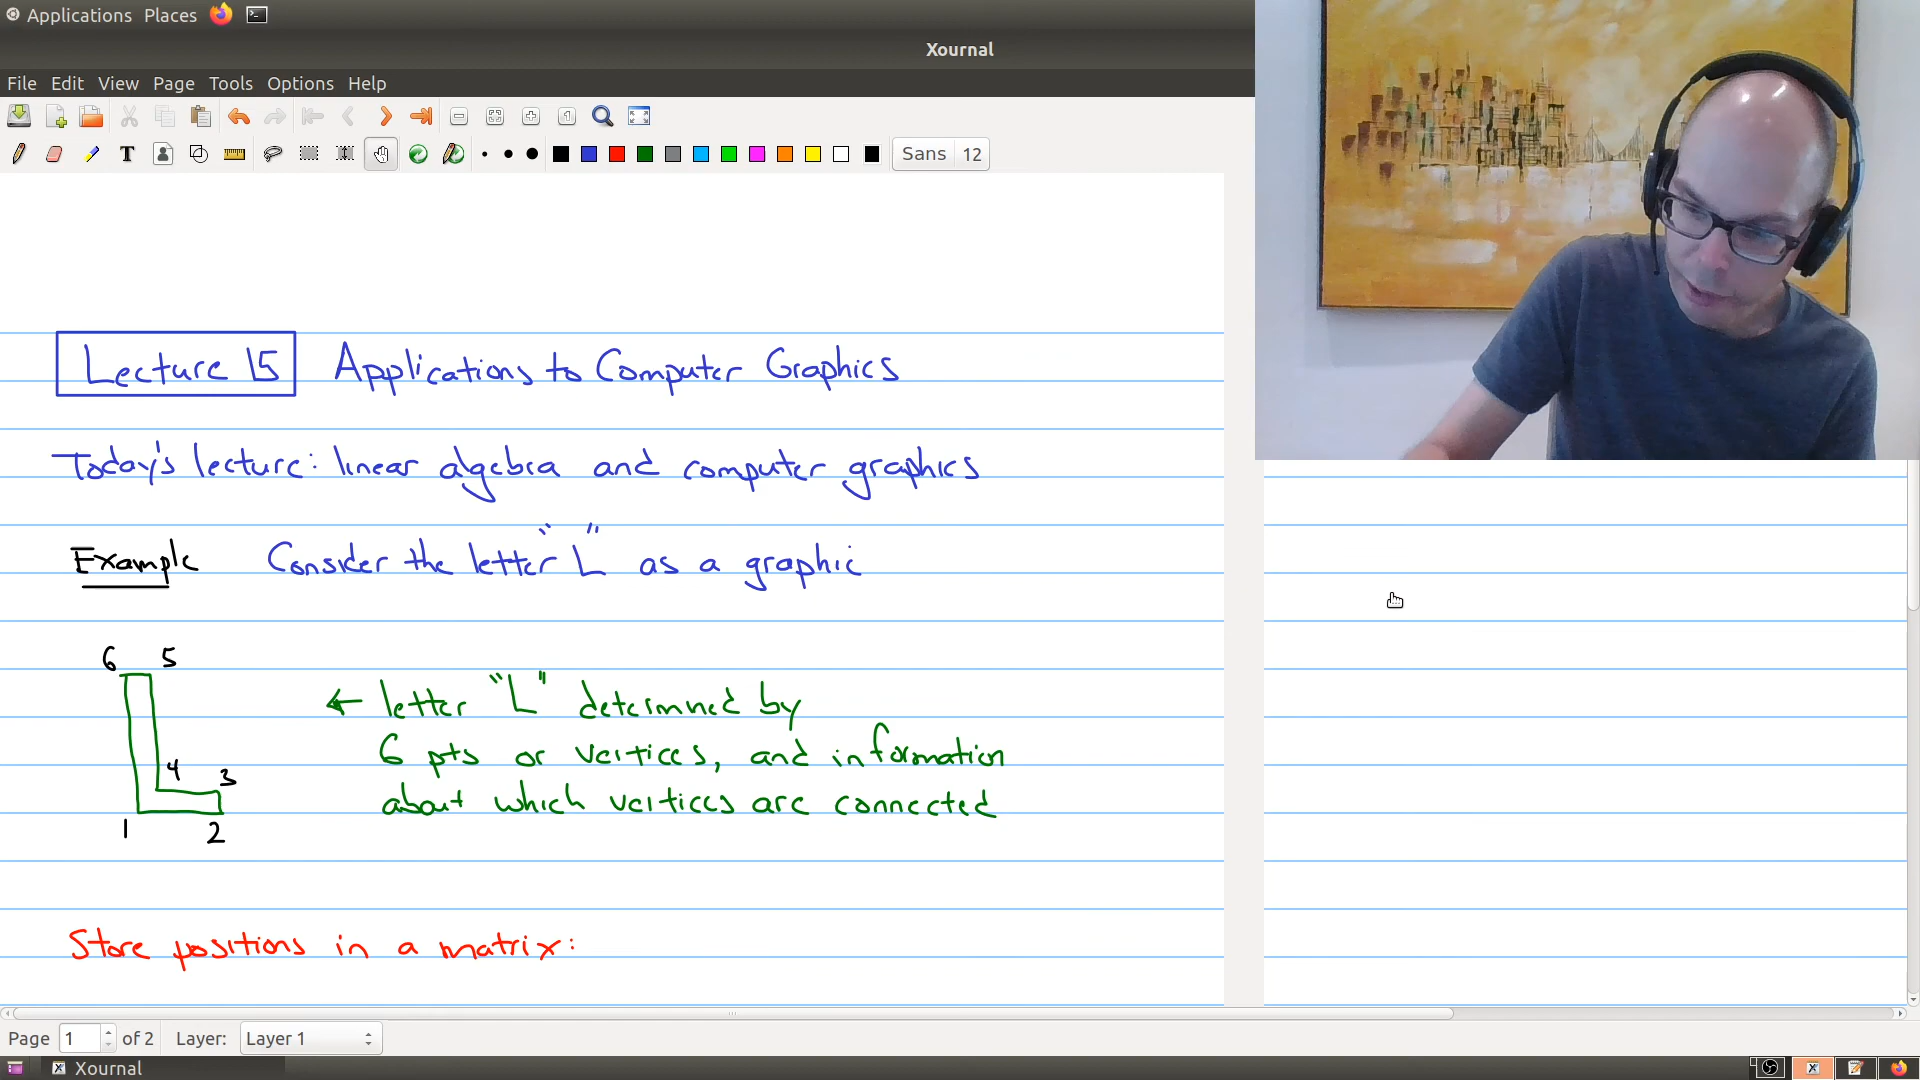 Applications Places
Xournal
File Edit View Page Tools Options Help
Sans 12
Lecture 15 Applications to Computer Graphics
Today's lecture: linear algebra and computer graphics
Example Consider the letter "L" as a graphic
6 5
← letter "L" determined by
6 pts or vertices, and information
4 3
about which vertices are connected
1 2
Store positions in a matrix:
Page 1 of 2 Layer: Layer 1
Xournal